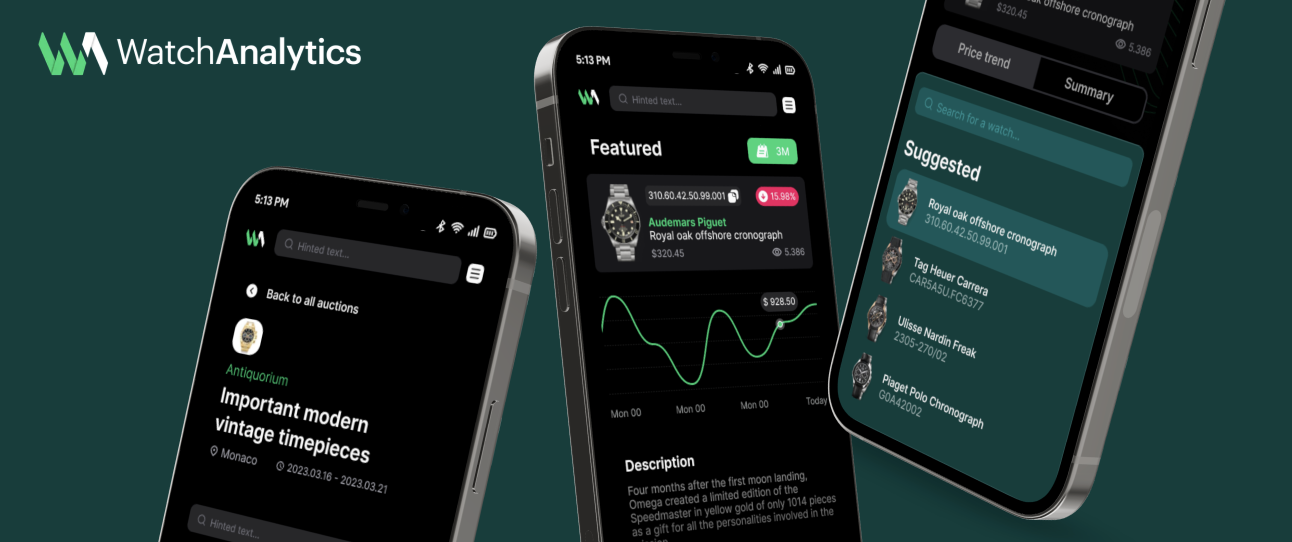 WatchAnalytics
5:13 PM
Hinted text...
Back to all auctions
Antiquorium
Important modern
vintage timepieces
Monaco
2023.03.16 - 2023.03.21
Hinted text...
5:13 PM
Hinted text...
Featured
3M
310.60.42.50.99.001
15.98%
Audemars Piguet
Royal oak offshore cronograph
$320.45
5.386
$ 928.50
Mon 00
Mon 00
Mon 00
Today
Description
Four months after the first moon landing,
Omega created a limited edition of the
Speedmaster in yellow gold of only 1014 pieces
as a gift for all the personalities involved in the
oak offshore cronograph
$320.45
5.386
Price trend
Summary
Search for a watch...
Suggested
Royal oak offshore cronograph
310.60.42.50.99.001
Tag Heuer Carrera
CAR5A5U.FC6377
Ulisse Nardin Freak
2305-270/02
Piaget Polo Chronograph
G0A42002